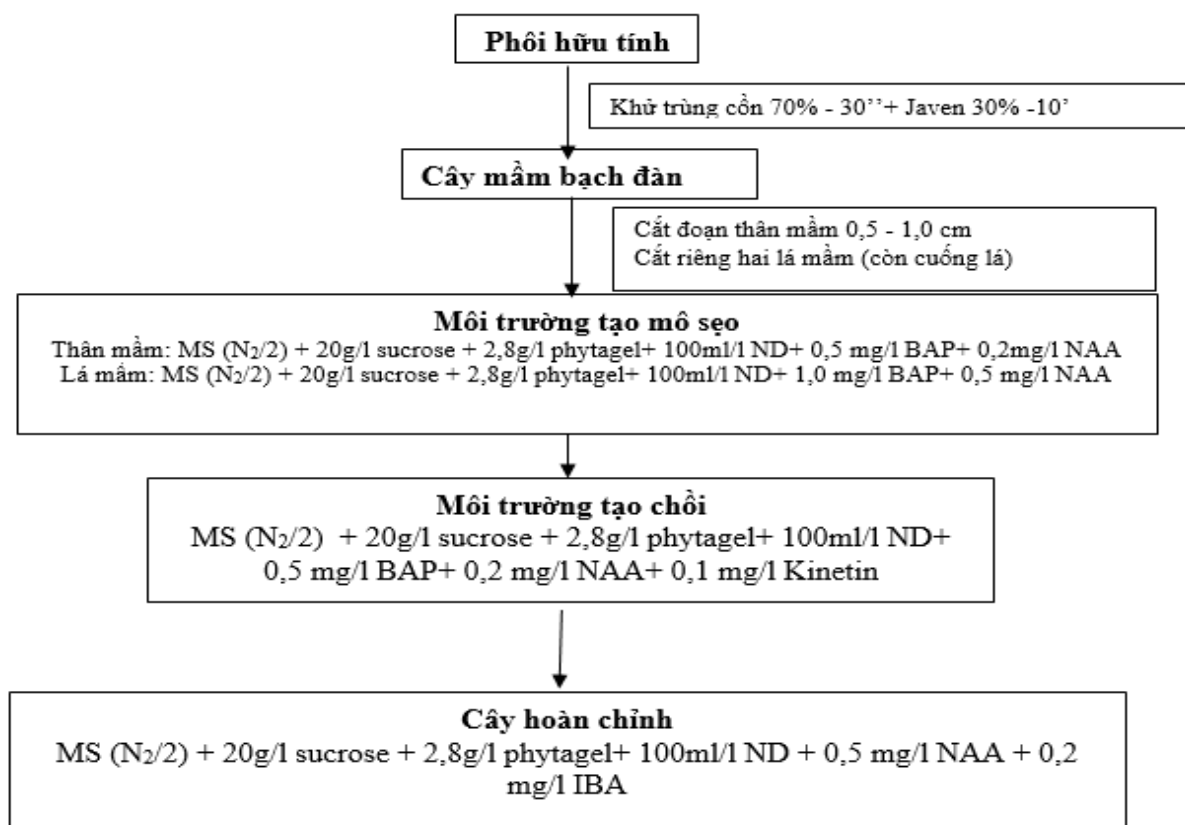 Phôi hữu tính
Khử trùng cồn 70% - 30’’+ Javen 30% -10’
Cây mầm bạch đàn
Cắt đoạn thân mầm 0,5 - 1,0 cm
Cắt riêng hai lá mầm (còn cuống lá)
Môi trường tạo mô sẹo
Thân mầm: MS (N₂/2) + 20g/l sucrose + 2,8g/l phytagel+ 100ml/l ND+ 0,5 mg/l BAP+ 0,2mg/l NAA
Lá mầm: MS (N₂/2) + 20g/l sucrose + 2,8g/l phytagel+ 100ml/l ND+ 1,0 mg/l BAP+ 0,5 mg/l NAA
Môi trường tạo chồi
MS (N₂/2) + 20g/l sucrose + 2,8g/l phytagel+ 100ml/l ND+
0,5 mg/l BAP+ 0,2 mg/l NAA+ 0,1 mg/l Kinetin
Cây hoàn chỉnh
MS (N₂/2) + 20g/l sucrose + 2,8g/l phytagel+ 100ml/l ND + 0,5 mg/l NAA + 0,2
mg/l IBA